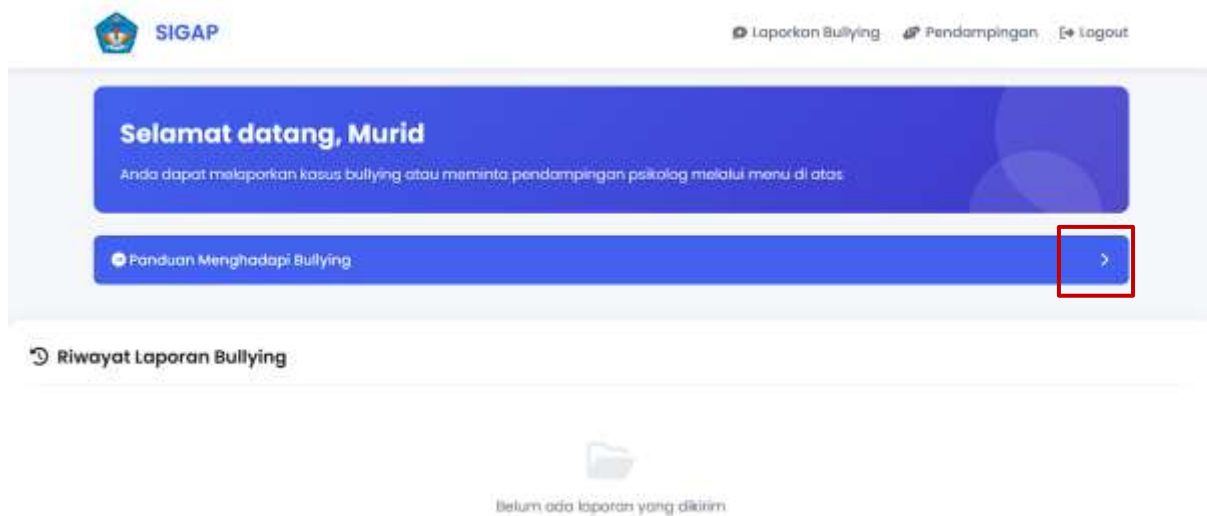 SIGAP
Laporkan Bullying
Pendampingan
Logout
Selamat datang, Murid
Anda dapat melaporkan kasus bullying atau meminta pendampingan psikolog melalui menu di atas
Panduan Menghadapi Bullying
Riwayat Laporan Bullying
Belum ada laporan yang dikirim